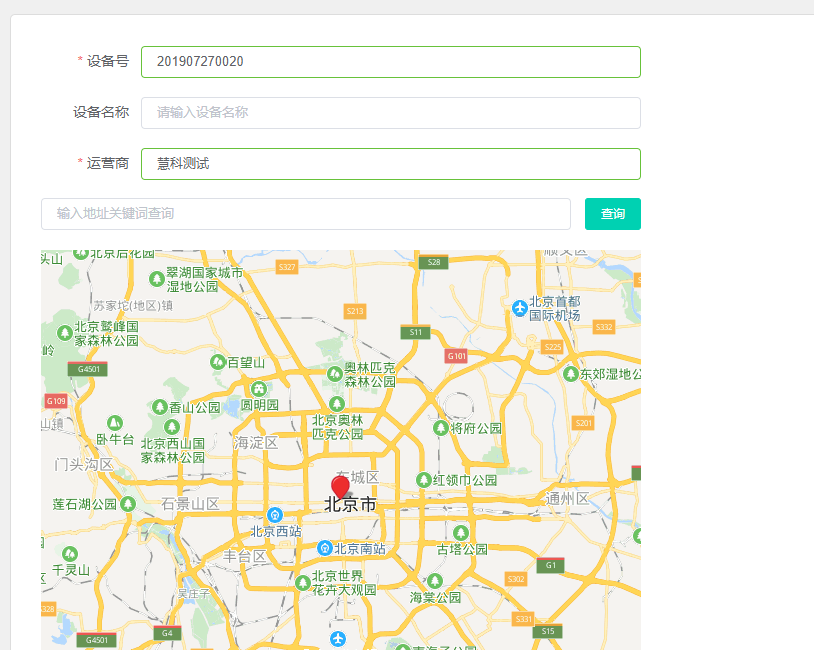 * 设备号
201907270020
设备名称
请输入设备名称
* 运营商
慧科测试
输入地址关键词查询
查询
头山
北京后花园
翠湖国家城市
湿地公园
S327
S28
顺义区
苏家坨(地区)镇
S213
北京首都
国际机场
北京鹫峰国
家森林公园
S11
S332
岭
S225
G101
百望山
G4501
奥林匹克
森林公园
东郊湿地公
G109
圆明园
香山公园
山镇
卧牛台
北京西山国
家森林公园
北京奥林
匹克公园
S201
将府公园
海淀区
门头沟区
东城区
红领巾公园
莲石湖公园
石景山区
北京市
通州区
北京西站
丰台区
北京南站
古塔公园
千灵山
G1
北京世界
花卉大观园
S302
海棠公园
吴庄子
S328
S331
G4
S15
G4501